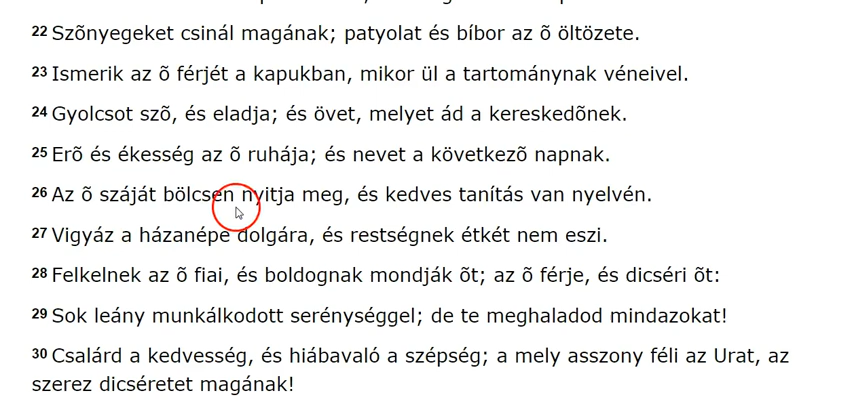 22 Szõnyegeket csinál magának; patyolat és bíbor az õ öltözete.
23 Ismerik az õ férjét a kapukban, mikor ül a tartománynak véneivel.
24 Gyolcsot szõ, és eladja; és övet, melyet ád a kereskedõnek.
25 Erõ és ékesség az õ ruhája; és nevet a következõ napnak.
26 Az õ száját bölcsen nyitja meg, és kedves tanítás van nyelvén.
27 Vigyáz a házanépe dolgára, és restségnek étkét nem eszi.
28 Felkelnek az õ fiai, és boldognak mondják õt; az õ férje, és dicséri õt:
29 Sok leány munkálkodott serénységgel; de te meghaladod mindazokat!
30 Csalárd a kedvesség, és hiábavaló a szépség; a mely asszony féli az Urat, az
szerez dicséretet magának!